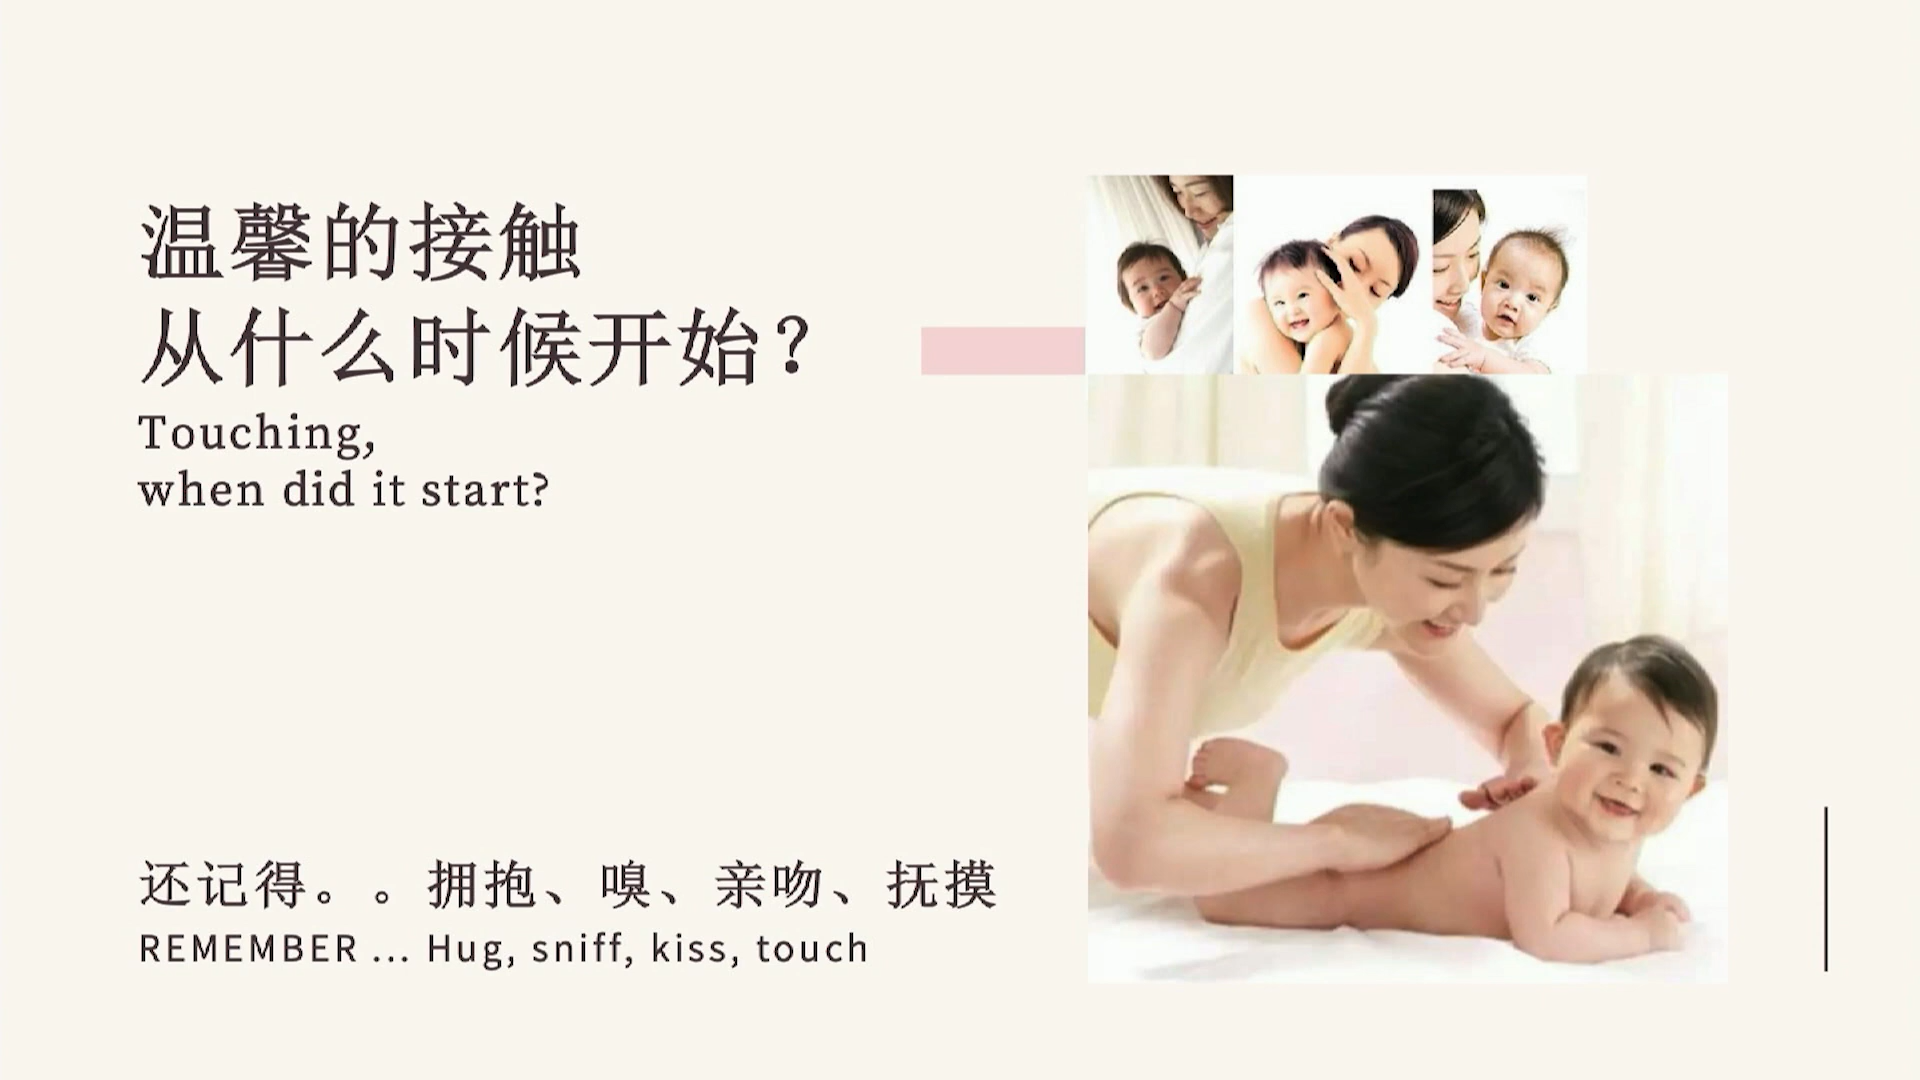 温馨的接触
从什么时候开始？
Touching,
when did it start?
还记得。。拥抱、嗅、亲吻、抚摸
REMEMBER ... Hug, sniff, kiss, touch